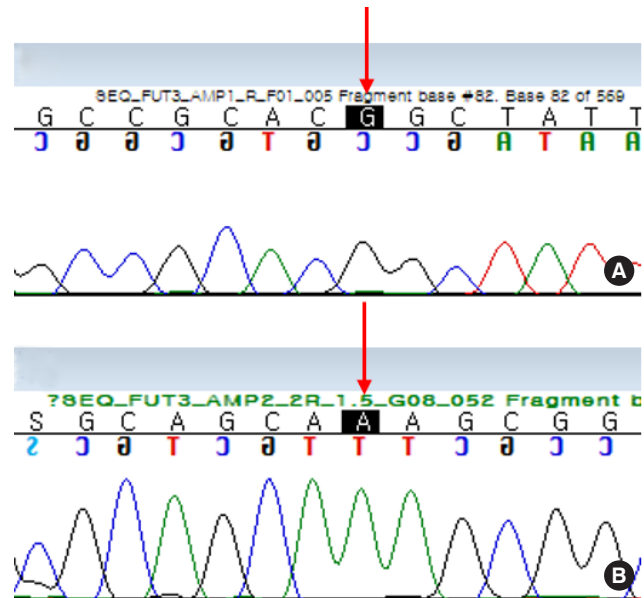 SEQ_FUT3_AMP1_R_F01_005 Fragment base #82. Base 82 of 569
G C C G C A C G G C T A T T
C G G C G T G C C G A T A A
A
?SEQ_FUT3_AMP2_2R_1.5_G08_052 Fragment b
S G C A G C A A A G C G G
S C G T C G T T T C G C C
B